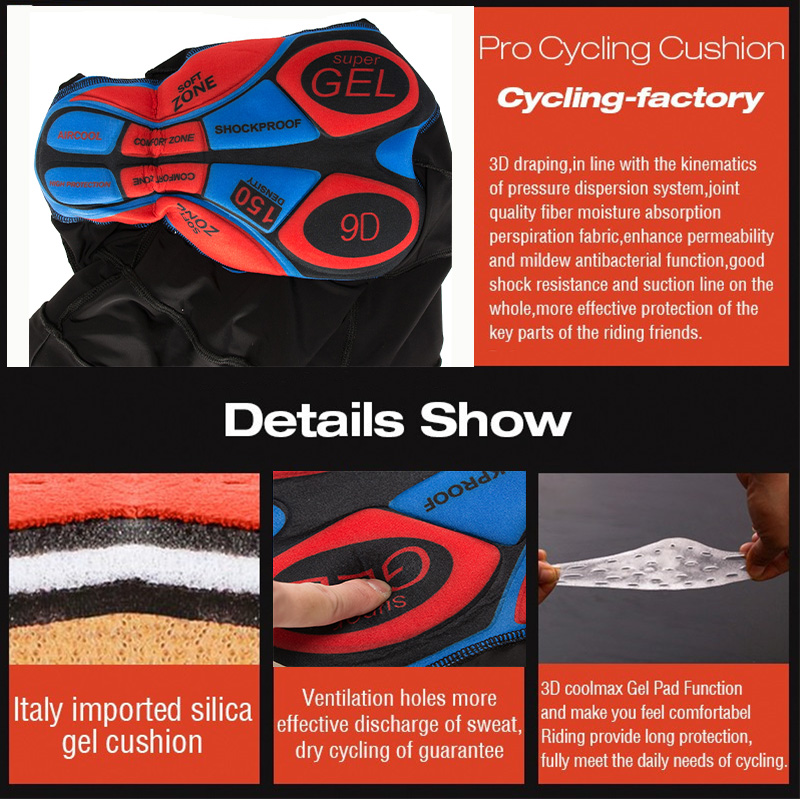 super
GEL
SOFT
ZONE
AIRCOOL
COMFORT ZONE
SHOCKPROOF
HIGH PROTECTION
COMFORT ZONE
150
DENSITY
SOFT
ZONE
9D
Pro Cycling Cushion
Cycling-factory
3D draping,in line with the kinematics
of pressure dispersion system,joint
quality fiber moisture absorption
perspiration fabric,enhance permeability
and mildew antibacterial function,good
shock resistance and suction line on the
whole,more effective protection of the
key parts of the riding friends.
Details Show
KPROOF
GEL
super
Italy imported silica
gel cushion
Ventilation holes more
effective discharge of sweat,
dry cycling of guarantee
3D coolmax Gel Pad Function
and make you feel comfortabel
Riding provide long protection,
fully meet the daily needs of cycling.